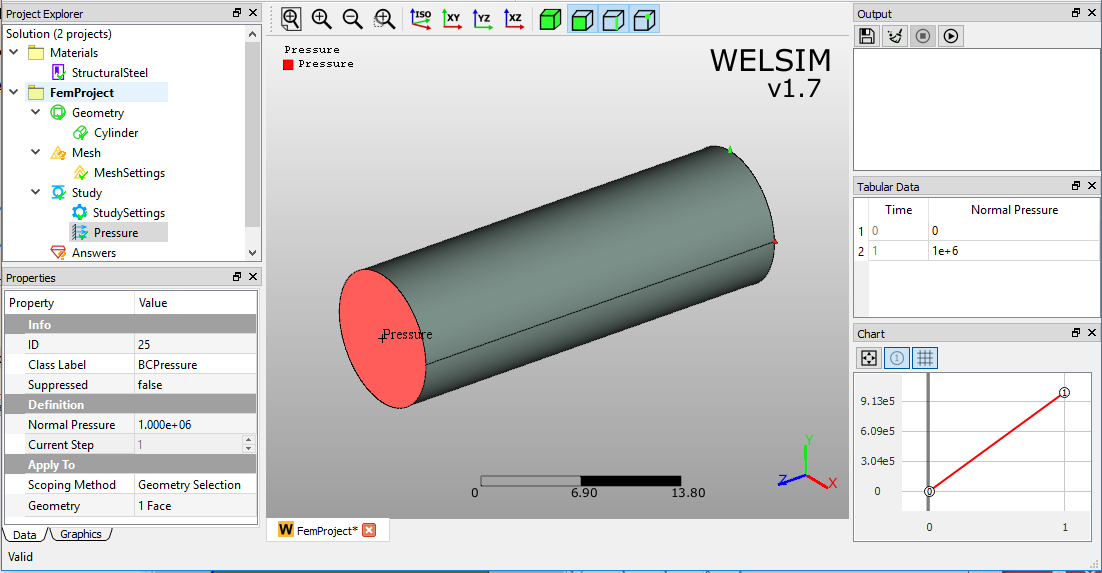 Project Explorer
Solution (2 projects)
Materials
StructuralSteel
FemProject
Geometry
Cylinder
Mesh
MeshSettings
Study
StudySettings
Pressure
Answers
Properties
Property Value
Info
ID 25
Class Label BCPressure
Suppressed false
Definition
Normal Pressure 1.000e+06
Current Step 1
Apply To
Scoping Method Geometry Selection
Geometry 1 Face
Data Graphics
Valid
ISO XY YZ XZ
Pressure
Pressure
WELSIM
v1.7
Pressure
0 6.90 13.80
Y
Z X
W FemProject*
Output
Tabular Data
Time Normal Pressure
1 0 0
2 1 1e+6
Chart
1
9.13e5
6.09e5
3.04e5
0
0 1
0 1